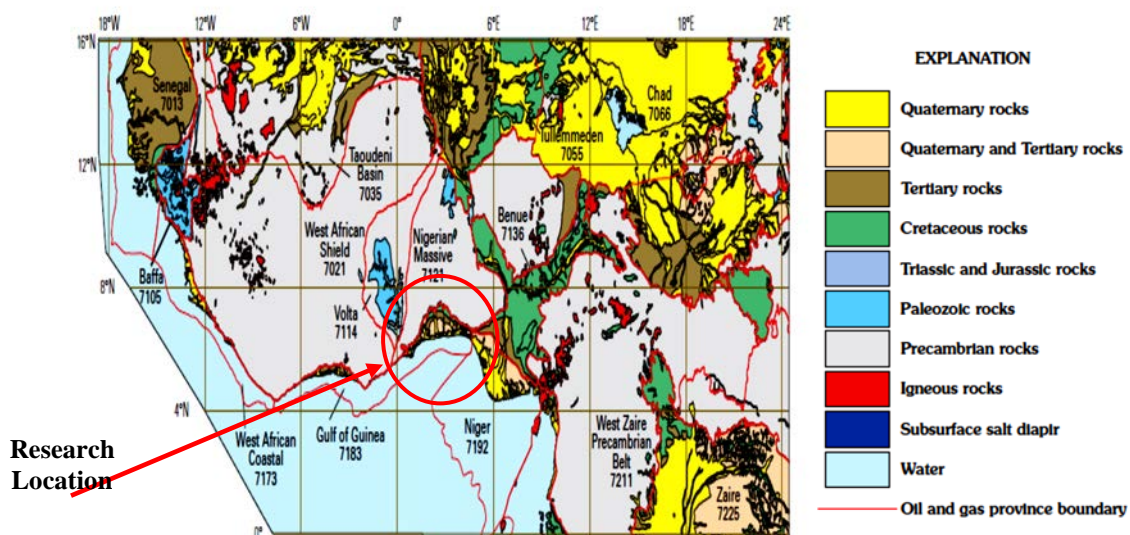 18°W 12°W 6°W 0° 6°E 12°E 18°E 24°E
16°N
12°N
8°N
4°N
0°
Senegal
7013
Taoudeni
Basin
7035
Chad
7066
Iullemmeden
7055
West African
Shield
7021
Nigerian
Massive
7121
Benue
7136
Baffa
7105
Volta
7114
West African
Coastal
7173
Gulf of Guinea
7183
Niger
7192
West Zaire
Precambrian
Belt
7211
Zaire
7225
Research
Location
EXPLANATION
Quaternary rocks
Quaternary and Tertiary rocks
Tertiary rocks
Cretaceous rocks
Triassic and Jurassic rocks
Paleozoic rocks
Precambrian rocks
Igneous rocks
Subsurface salt diapir
Water
Oil and gas province boundary